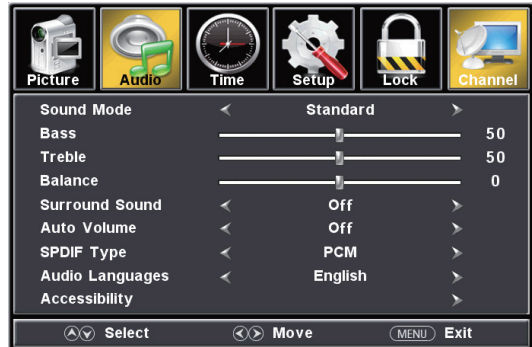 Picture Audio Time Setup Lock Channel
Sound Mode Standard
Bass 50
Treble 50
Balance 0
Surround Sound Off
Auto Volume Off
SPDIF Type PCM
Audio Languages English
Accessibility
Select Move MENU Exit